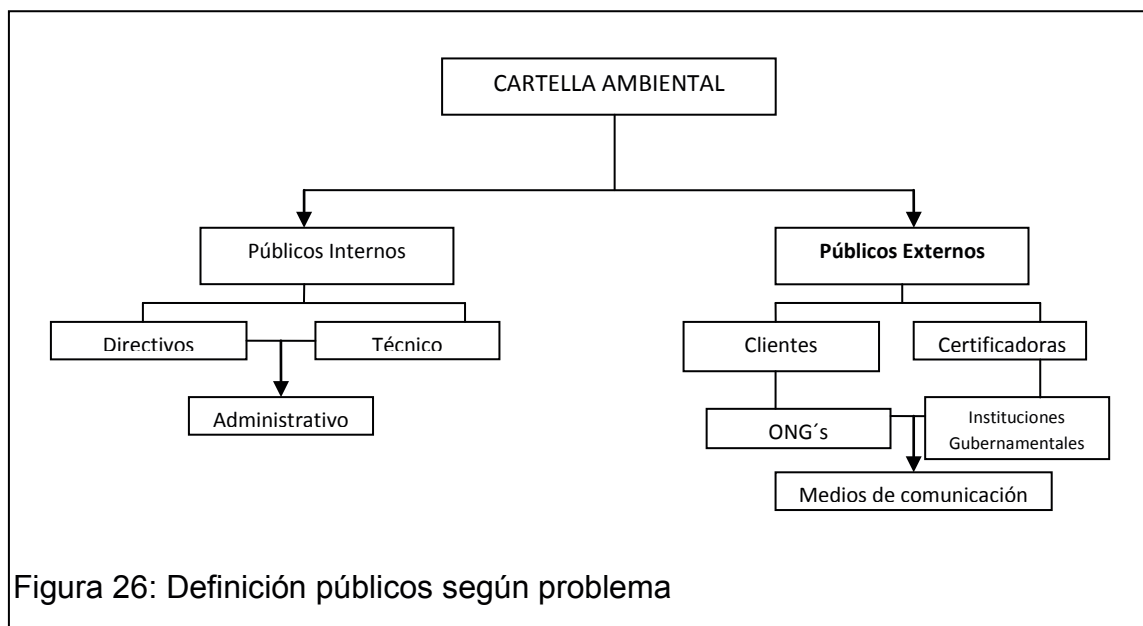 CARTELLA AMBIENTAL
Públicos Internos
Públicos Externos
Directivos
Técnico
Clientes
Certificadoras
Administrativo
ONG´s
Instituciones
Gubernamentales
Medios de comunicación
Figura 26: Definición públicos según problema